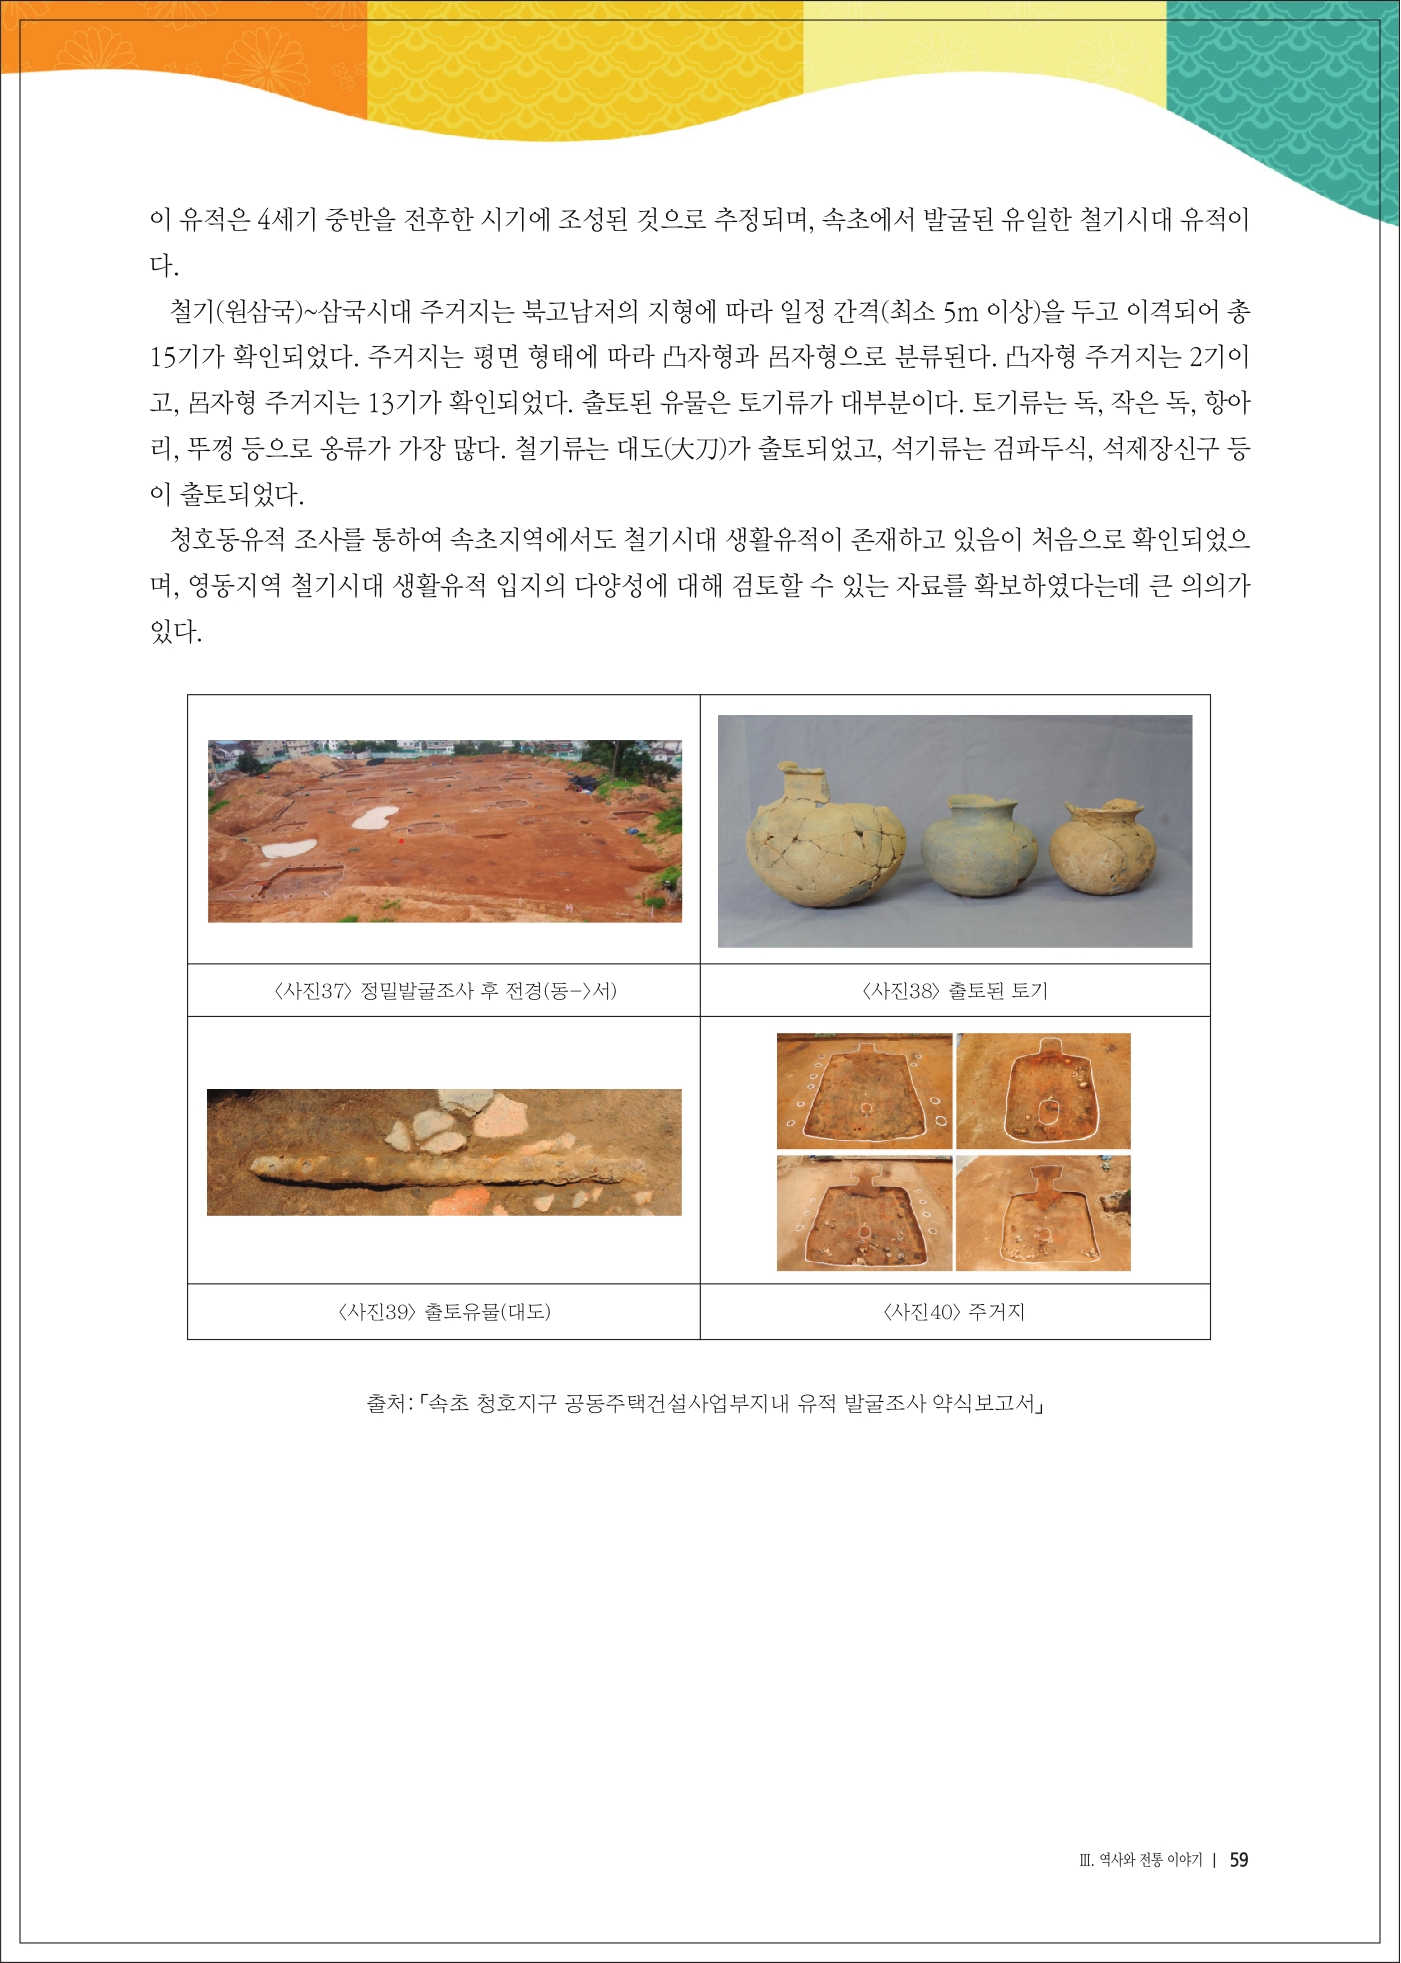 이 유적은 4세기 중반을 전후한 시기에 조성된 것으로 추정되며, 속초에서 발굴된 유일한 철기시대 유적이
다.
철기(원삼국)~삼국시대 주거지는 북고남저의 지형에 따라 일정 간격(최소 5m 이상)을 두고 이격되어 총
15기가 확인되었다. 주거지는 평면 형태에 따라 凸자형과 呂자형으로 분류된다. 凸자형 주거지는 2기이
고, 呂자형 주거지는 13기가 확인되었다. 출토된 유물은 토기류가 대부분이다. 토기류는 독, 작은 독, 항아
리, 뚜껑 등으로 옹류가 가장 많다. 철기류는 대도(大刀)가 출토되었고, 석기류는 검파두식, 석제장신구 등
이 출토되었다.
청호동유적 조사를 통하여 속초지역에서도 철기시대 생활유적이 존재하고 있음이 처음으로 확인되었으
며, 영동지역 철기시대 생활유적 입지의 다양성에 대해 검토할 수 있는 자료를 확보하였다는데 큰 의의가
있다.
〈사진37〉 정밀발굴조사 후 전경(동−〉서)
〈사진38〉 출토된 토기
〈사진39〉 출토유물(대도)
〈사진40〉 주거지
출처: 「속초 청호지구 공동주택건설사업부지내 유적 발굴조사 약식보고서」
Ⅲ. 역사와 전통 이야기 | 59